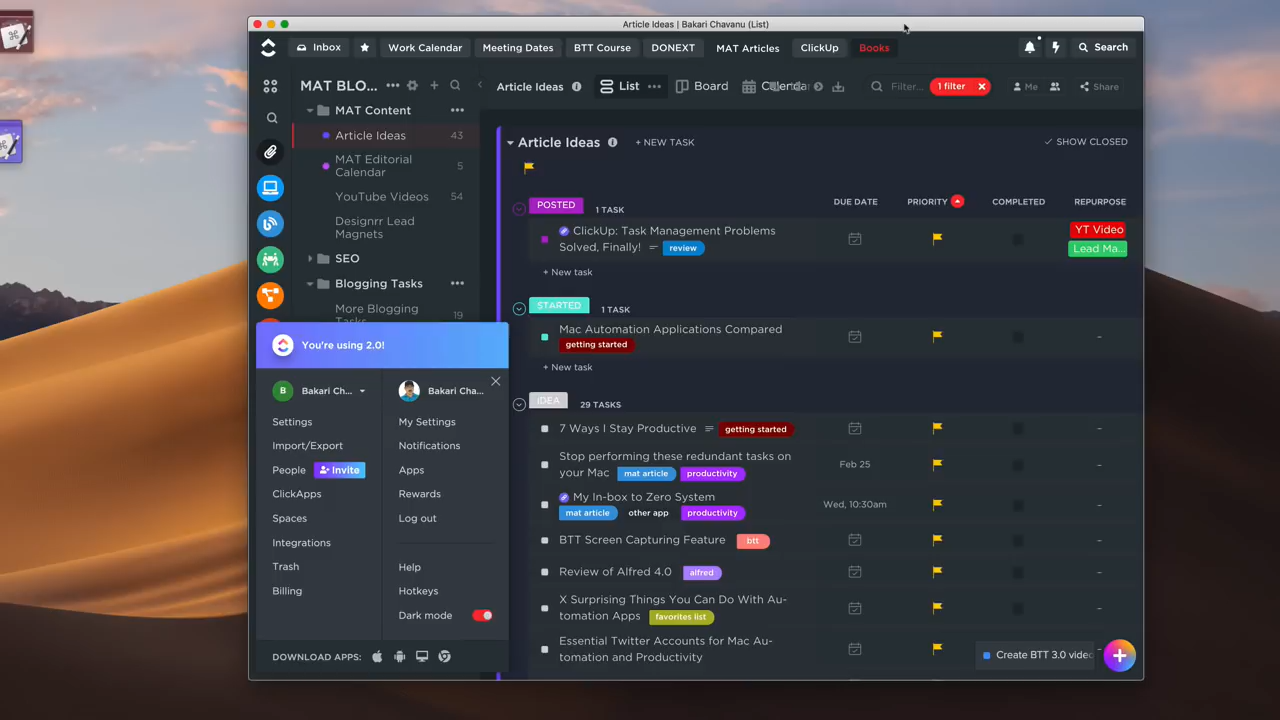 Article Ideas | Bakari Chavanu (List)
Inbox
Work Calendar
Meeting Dates
BTT Course
DONEXT
MAT Articles
ClickUp
Books
Search
MAT BLO...
Article Ideas
List
Board
Calenda
Filter...
1 filter
Me
Share
MAT Content
Article Ideas 43
MAT Editorial
Calendar 5
YouTube Videos 54
Designrr Lead
Magnets
SEO
Blogging Tasks
More Blogging
Tasks 19
Article Ideas
+ NEW TASK
SHOW CLOSED
POSTED 1 TASK
DUE DATE
PRIORITY
COMPLETED
REPURPOSE
ClickUp: Task Management Problems
Solved, Finally!
review
YT Video
Lead Ma...
+ New task
STARTED 1 TASK
Mac Automation Applications Compared
getting started
–
+ New task
IDEA 29 TASKS
7 Ways I Stay Productive getting started –
Stop performing these redundant tasks on
your Mac mat article productivity
Feb 25 –
My In-box to Zero System
mat article other app productivity
Wed, 10:30am –
BTT Screen Capturing Feature btt –
Review of Alfred 4.0 alfred –
X Surprising Things You Can Do With Au-
tomation Apps favorites list –
Essential Twitter Accounts for Mac Au-
tomation and Productivity –
You're using 2.0!
B Bakari Ch...
Settings
Import/Export
People Invite
ClickApps
Spaces
Integrations
Trash
Billing
Bakari Cha...
My Settings
Notifications
Apps
Rewards
Log out
Help
Hotkeys
Dark mode
DOWNLOAD APPS:
Create BTT 3.0 video